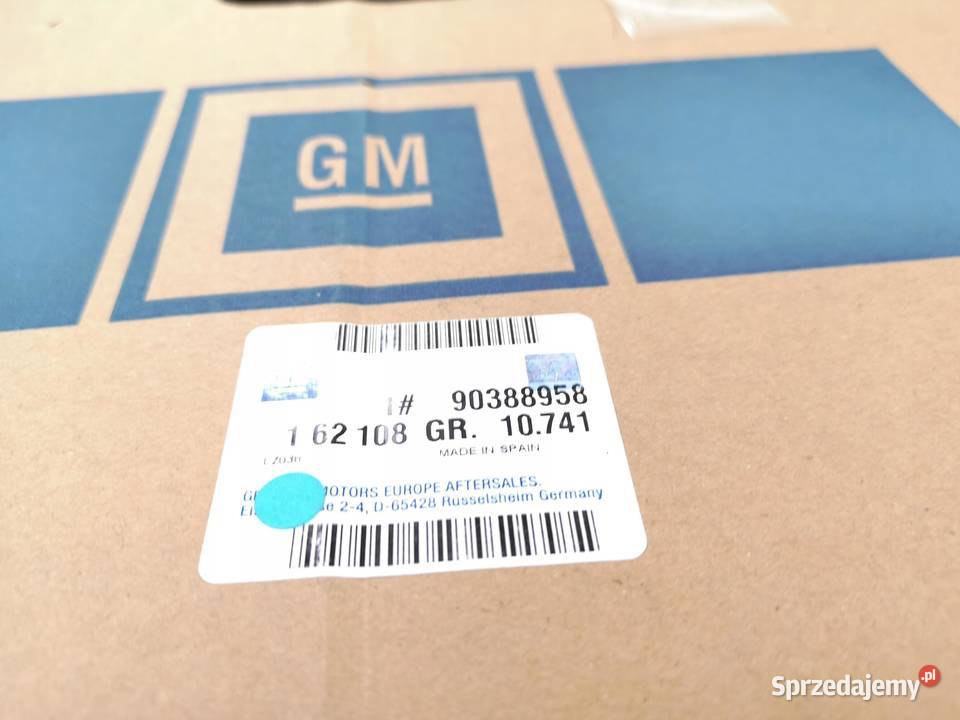 GM
1# 90388958
1 62 108 GR. 10.741
MADE IN SPAIN
MOTORS EUROPE AFTERSALES.
2-4, D-65428 Russelsheim Germany
Sprzedajemy.pl